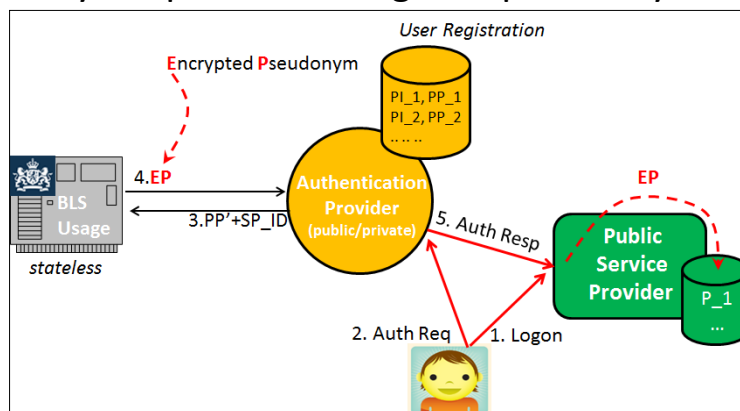 User Registration
Encrypted Pseudonym
PI_1, PP_1
PI_2, PP_2
.. .. ..
4.EP
BLS
Usage
3.PP'+SP_ID
stateless
Authentication
Provider
(public/private)
5. Auth Resp
EP
Public
Service
Provider
P_1
...
2. Auth Req
1. Logon